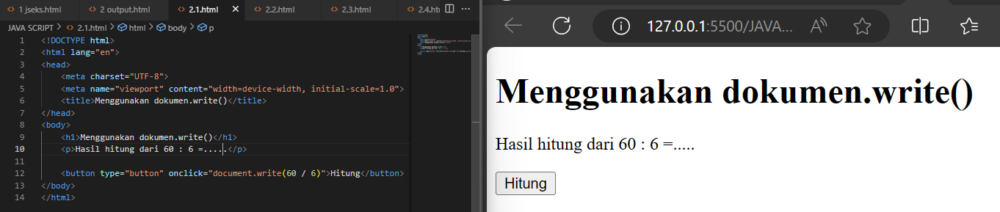 1 jseks.html 2 output.html 2.1.html 2.2.html 2.3.html 2.4.ht
JAVA SCRIPT > 2.1.html > html > body > p
1 <!DOCTYPE html>
2 <html lang="en">
3 <head>
4 <meta charset="UTF-8">
5 <meta name="viewport" content="width=device-width, initial-scale=1.0">
6 <title>Menggunakan dokumen.write()</title>
7 </head>
8 <body>
9 <h1>Menggunakan dokumen.write()</h1>
10 <p>Hasil hitung dari 60 : 6 =.....</p>
11
12 <button type="button" onclick="document.write(60 / 6)">Hitung</button>
13 </body>
14 </html>
127.0.0.1:5500/JAVA...
Menggunakan dokumen.write()
Hasil hitung dari 60 : 6 =.....
Hitung